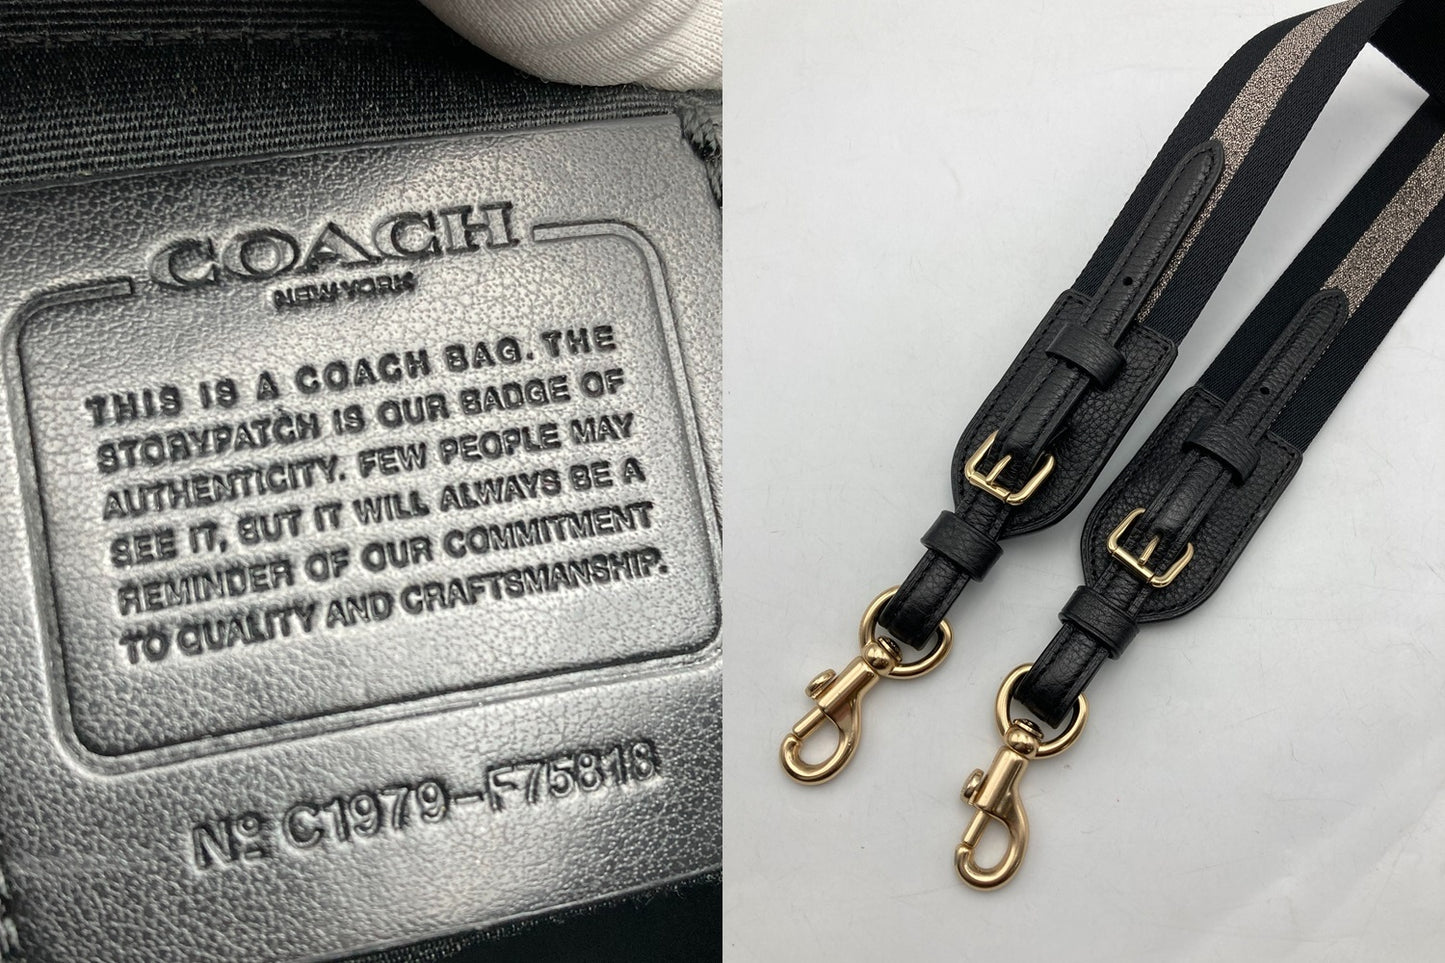 COACH
NEW YORK
THIS IS A COACH BAG. THE
STORYPATCH IS OUR BADGE OF
AUTHENTICITY. FEW PEOPLE MAY
SEE IT, BUT IT WILL ALWAYS BE A
REMINDER OF OUR COMMITMENT
TO QUALITY AND CRAFTSMANSHIP.
Nº C1979-F75818